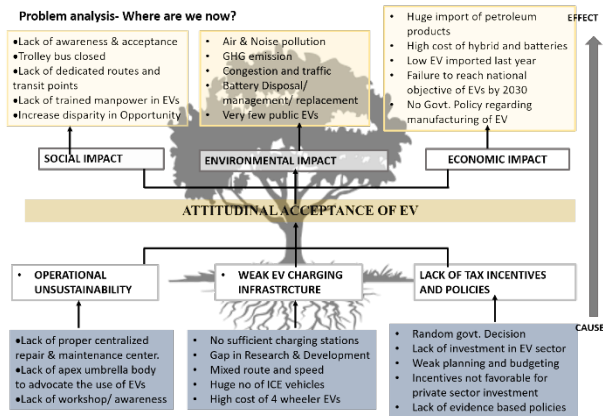 Problem analysis- Where are we now?
EFFECT
●Lack of awareness & acceptance
●Trolley bus closed
●Lack of dedicated routes and
transit points
●Lack of trained manpower in EVs
●Increase disparity in Opportunity
• Air & Noise pollution
• GHG emission
• Congestion and traffic
• Battery Disposal/
management/ replacement
• Very few public EVs
• Huge import of petroleum
products
• High cost of hybrid and batteries
• Low EV imported last year
• Failure to reach national
objective of EVs by 2030
• No Govt. Policy regarding
manufacturing of EV
SOCIAL IMPACT
ENVIRONMENTAL IMPACT
ECONOMIC IMPACT
ATTITUDINAL ACCEPTANCE OF EV
• OPERATIONAL
UNSUSTAINABILITY
• WEAK EV CHARGING
INFRASTRCTURE
LACK OF TAX INCENTIVES
AND POLICIES
CAUSE
●Lack of proper centralized
repair & maintenance center.
●Lack of apex umbrella body
to advocate the use of EVs
●Lack of workshop/ awareness
• No sufficient charging stations
• Gap in Research & Development
• Mixed route and speed
• Huge no of ICE vehicles
• High cost of 4 wheeler EVs
• Random govt. Decision
• Lack of investment in EV sector
• Weak planning and budgeting
• Incentives not favorable for
private sector investment
• Lack of evidence based policies